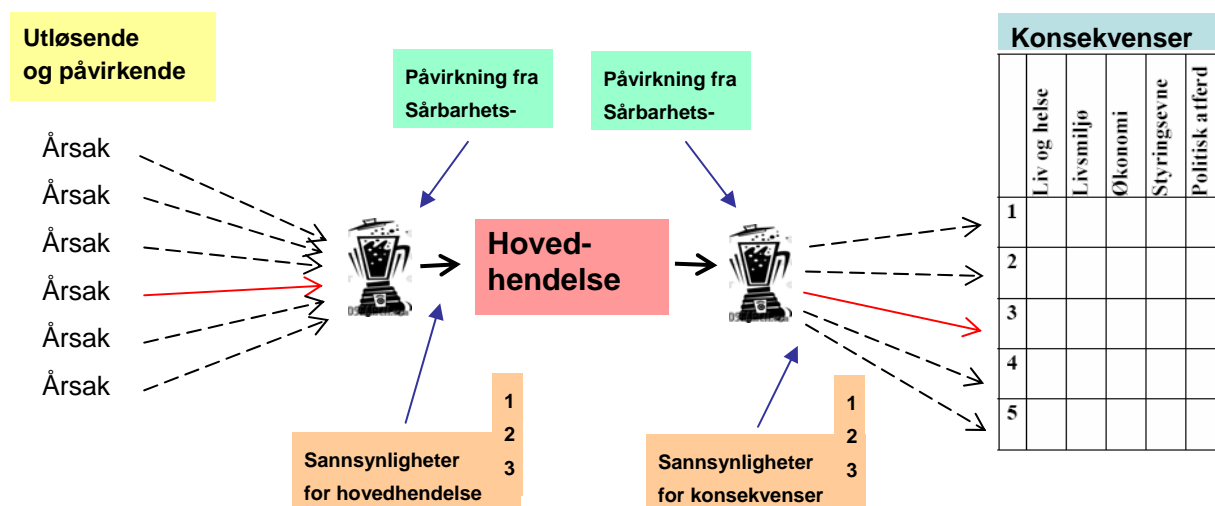 Utløsende
og påvirkende
Årsak
Årsak
Årsak
Årsak
Årsak
Årsak
Påvirkning fra
Sårbarhets-
Påvirkning fra
Sårbarhets-
Hoved-
hendelse
1
2
3
Sannsynligheter
for hovedhendelse
1
2
3
Sannsynligheter
for konsekvenser
Konsekvenser
Liv og helse
Livsmiljø
Økonomi
Styringsevne
Politisk atferd
1
2
3
4
5